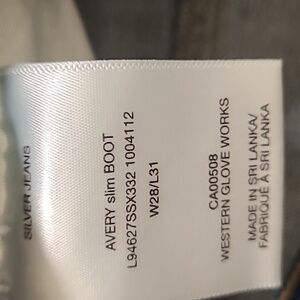 SILVER JEANS
AVERY slim BOOT
L94627SSX332 1004112
W28/L31
CA00508
WESTERN GLOVE WORKS
MADE IN SRI LANKA/
FABRIQUÉ À SRI LANKA